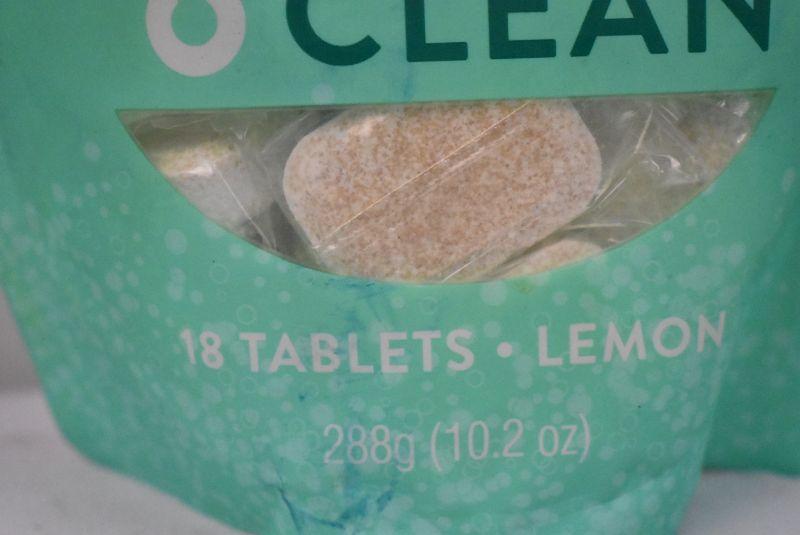 CLEAN
18 TABLETS • LEMON
288g (10.2 oz)